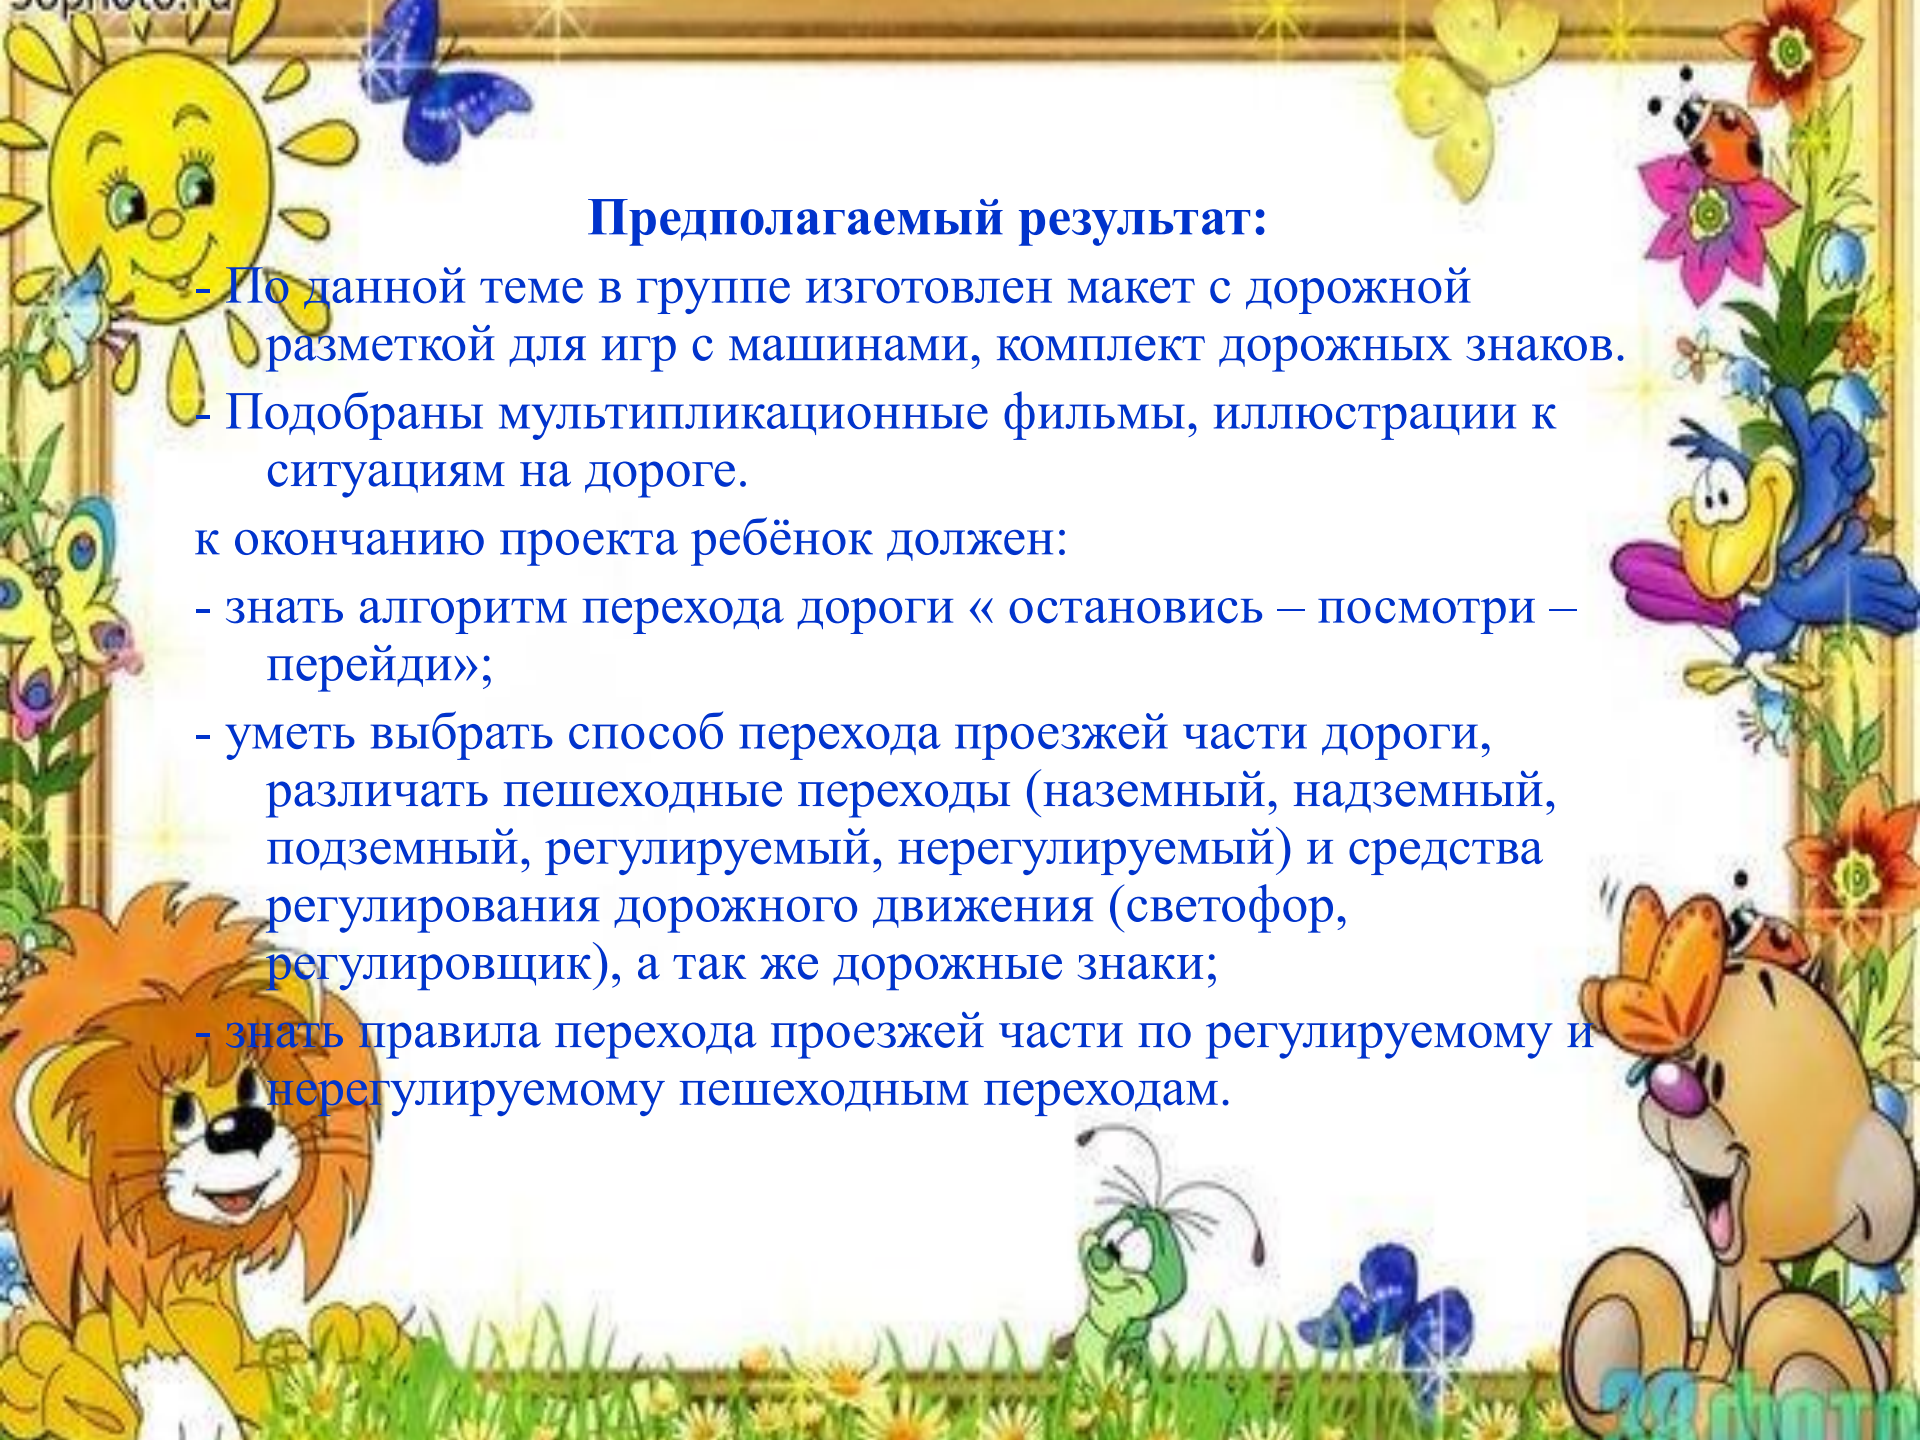 Предполагаемый результат:
- По данной теме в группе изготовлен макет с дорожной
разметкой для игр с машинами, комплект дорожных знаков.
- Подобраны мультипликационные фильмы, иллюстрации к
ситуациям на дороге.
к окончанию проекта ребёнок должен:
- знать алгоритм перехода дороги « остановись – посмотри –
перейди»;
- уметь выбрать способ перехода проезжей части дороги,
различать пешеходные переходы (наземный, надземный,
подземный, регулируемый, нерегулируемый) и средства
регулирования дорожного движения (светофор,
регулировщик), а так же дорожные знаки;
- знать правила перехода проезжей части по регулируемому и
нерегулируемому пешеходным переходам.